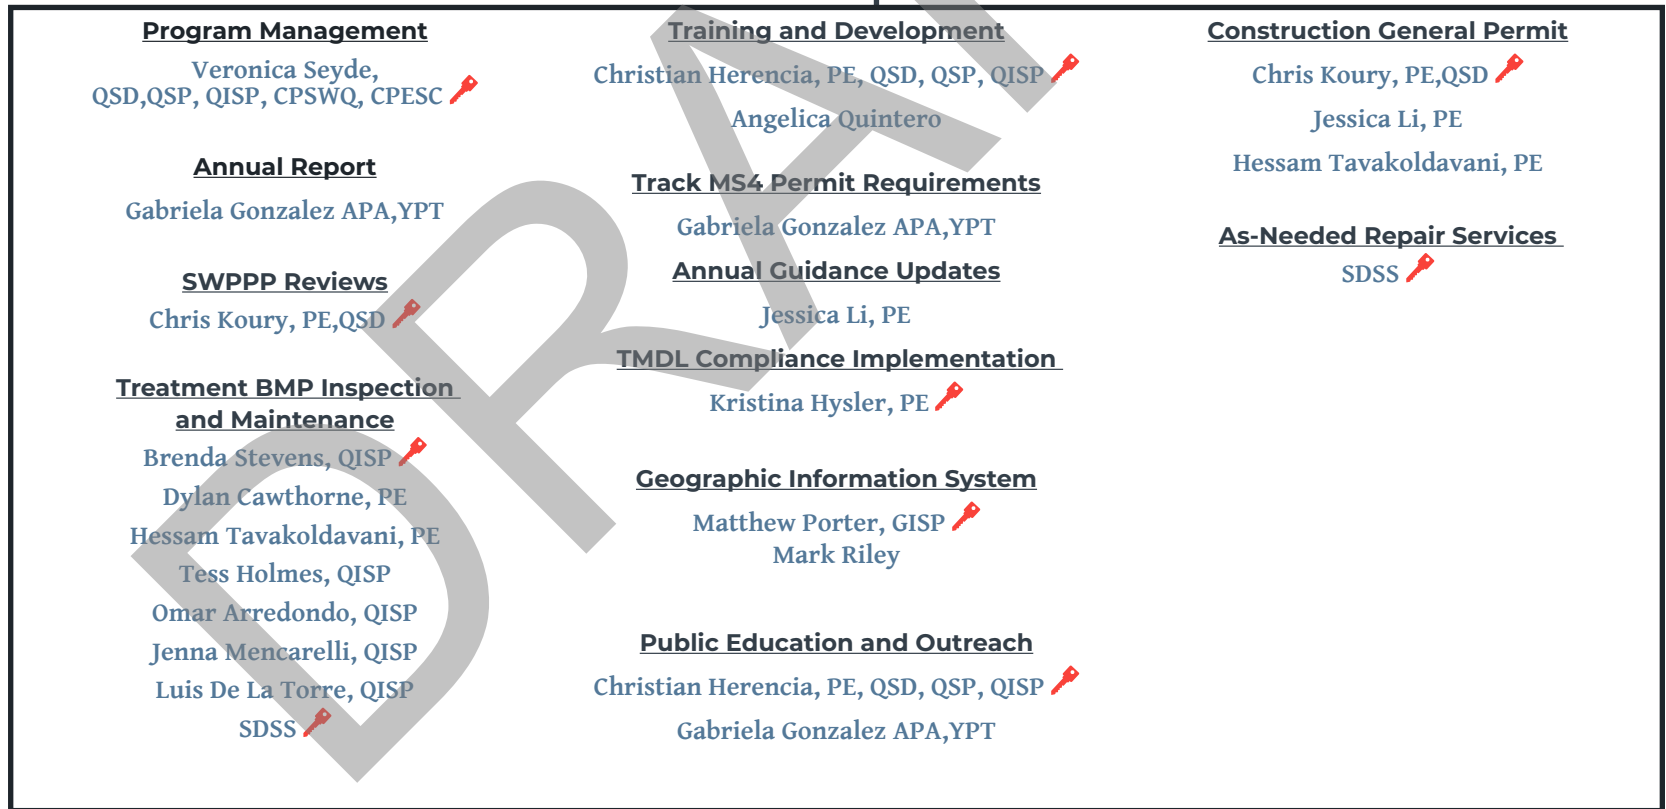 Program Management
Veronica Seyde,
QSD,QSP, QISP, CPSWQ, CPESC
Annual Report
Gabriela Gonzalez APA,YPT
SWPPP Reviews
Chris Koury, PE,QSD
Treatment BMP Inspection
and Maintenance
Brenda Stevens, QISP
Dylan Cawthorne, PE
Hessam Tavakoldavani, PE
Tess Holmes, QISP
Omar Arredondo, QISP
Jenna Mencarelli, QISP
Luis De La Torre, QISP
SDSS
Training and Development
Christian Herencia, PE, QSD, QSP, QISP
Angelica Quintero
Track MS4 Permit Requirements
Gabriela Gonzalez APA,YPT
Annual Guidance Updates
Jessica Li, PE
TMDL Compliance Implementation
Kristina Hysler, PE
Geographic Information System
Matthew Porter, GISP
Mark Riley
Public Education and Outreach
Christian Herencia, PE, QSD, QSP, QISP
Gabriela Gonzalez APA,YPT
Construction General Permit
Chris Koury, PE,QSD
Jessica Li, PE
Hessam Tavakoldavani, PE
As-Needed Repair Services
SDSS
DRA